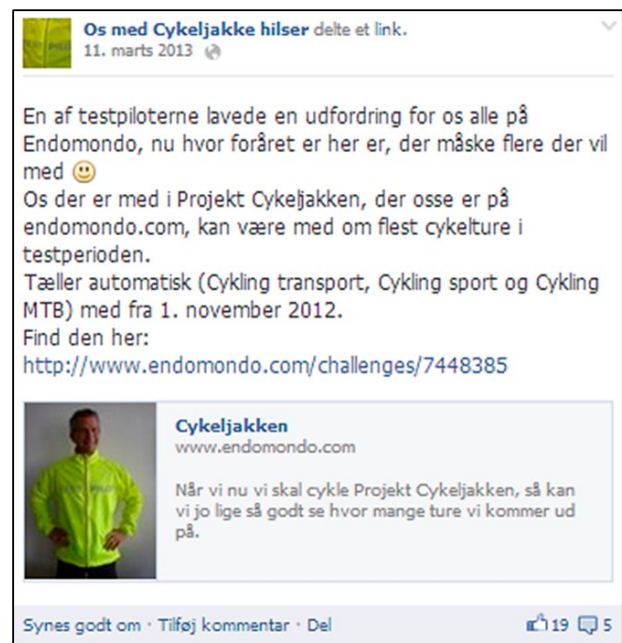 Os med Cykeljakke hilser delte et link.
11. marts 2013
En af testpiloterne lavede en udfordring for os alle på
Endomondo, nu hvor foråret er her er, der måske flere der vil
med
Os der er med i Projekt Cykeljakken, der osse er på
endomondo.com, kan være med om flest cykelture i
testperioden.
Tæller automatisk (Cykling transport, Cykling sport og Cykling
MTB) med fra 1. november 2012.
Find den her:
http://www.endomondo.com/challenges/7448385
Cykeljakken
www.endomondo.com
Når vi nu vi skal cykle Projekt Cykeljakken, så kan
vi jo lige så godt se hvor mange ture vi kommer ud
på.
Synes godt om · Tilføj kommentar · Del 19 5